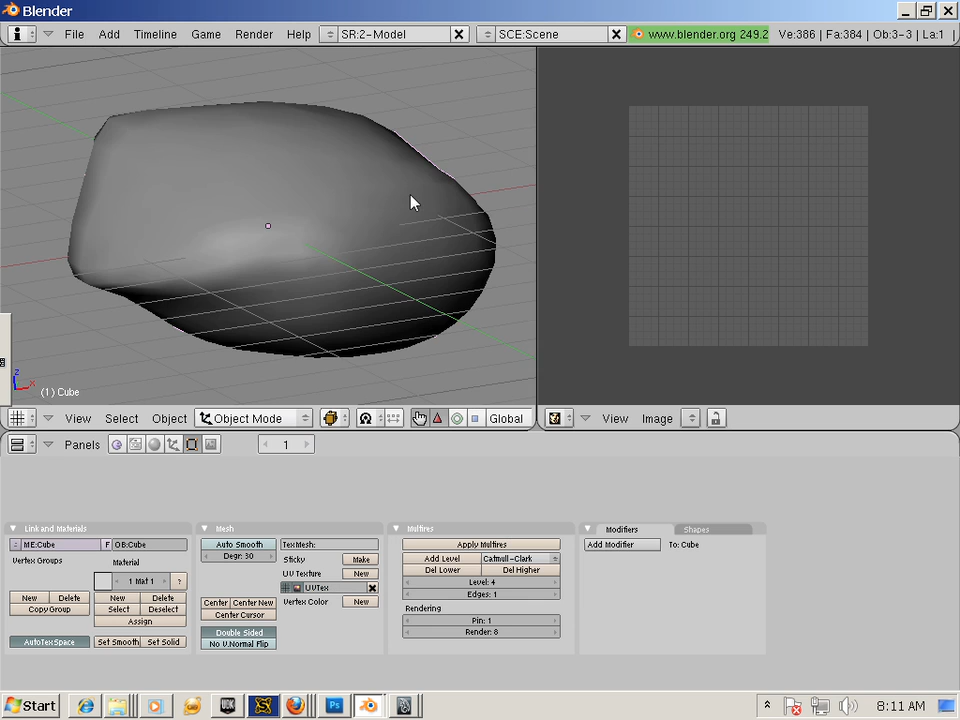 Blender
File Add Timeline Game Render Help SR:2-Model SCE:Scene www.blender.org 249.2 Ve:386 | Fa:384 | Ob:3-3 | La:1 |
z
x
(1) Cube
View Select Object Object Mode Global View Image
Panels 1
Link and Materials Mesh Multires Modifiers Shapes
ME:Cube F OB:Cube Auto Smooth TexMesh: Apply Multires Add Modifier To: Cube
Vertex Groups Material Degr: 30 Sticky Make Add Level Catmull-Clark
1 Mat 1 ? UV Texture New Del Lower Del Higher
UVTex Level: 4
New Delete New Delete Center Center New Vertex Color New Edges: 1
Copy Group Select Deselect Center Cursor Rendering
Assign Double Sided Pin: 1
AutoTexSpace Set Smooth Set Solid No V.Normal Flip Render: 8
Start UDK Ps 8:11 AM